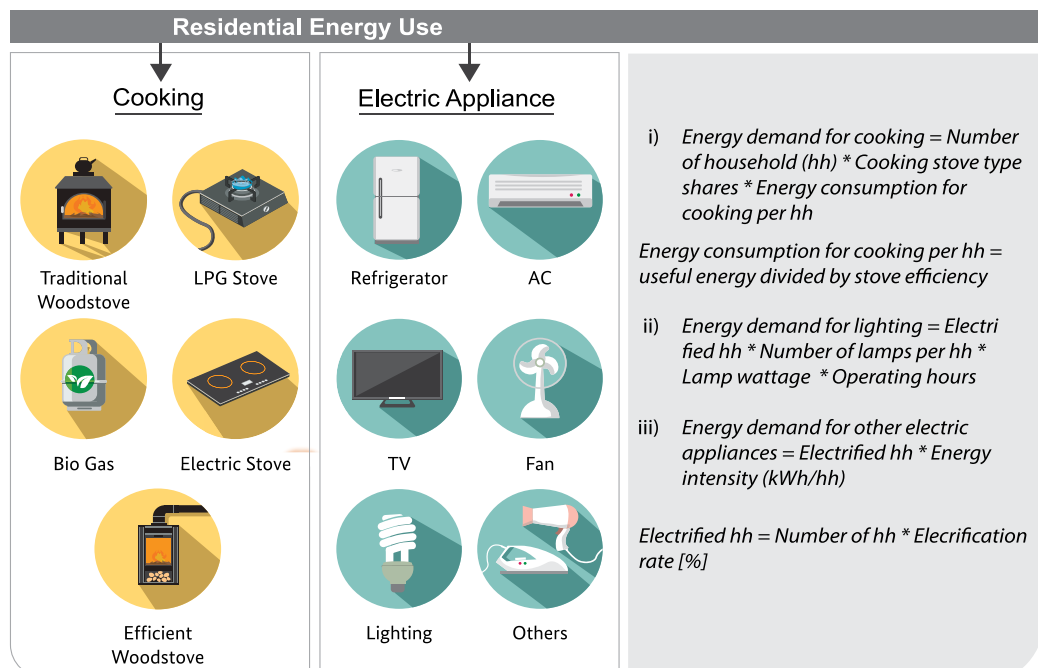 Residential Energy Use
Cooking
Traditional
Woodstove
LPG Stove
Bio Gas
Electric Stove
Efficient
Woodstove
Electric Appliance
Refrigerator
AC
TV
Fan
Lighting
Others
i) Energy demand for cooking = Number
of household (hh) * Cooking stove type
shares * Energy consumption for
cooking per hh
Energy consumption for cooking per hh =
useful energy divided by stove efficiency
ii) Energy demand for lighting = Electri
fied hh * Number of lamps per hh *
Lamp wattage * Operating hours
iii) Energy demand for other electric
appliances = Electrified hh * Energy
intensity (kWh/hh)
Electrified hh = Number of hh * Elecrification
rate [%]